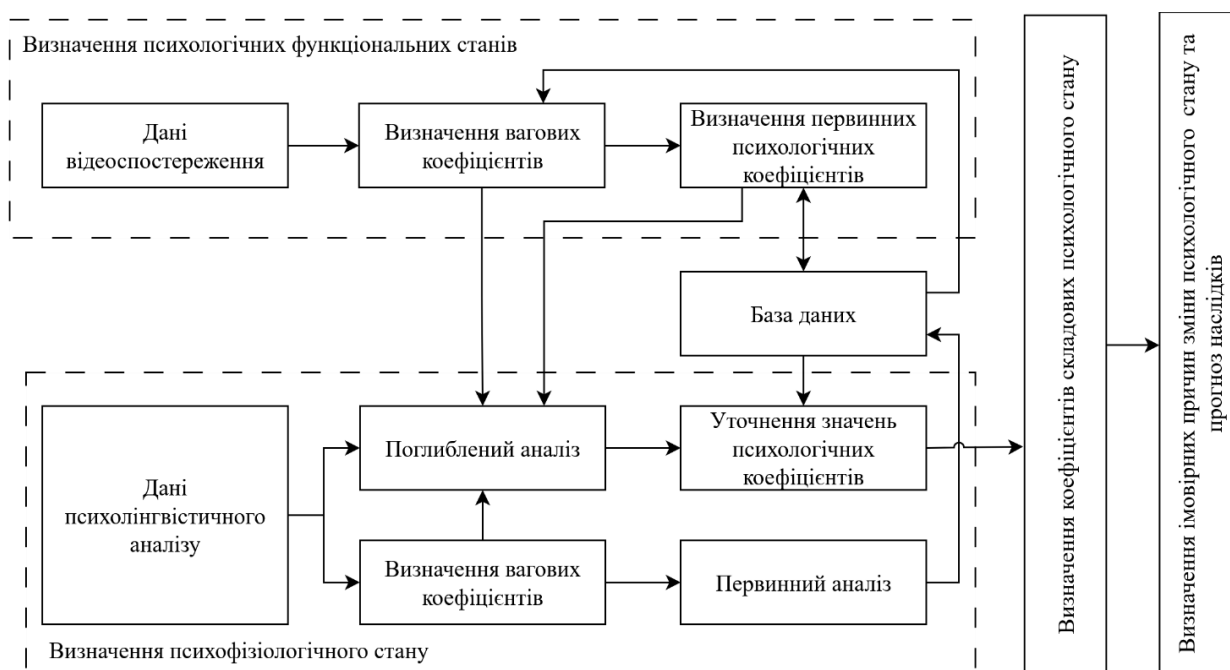 Визначення психологічних функціональних станів
Дані
відеоспостереження
Визначення вагових
коефіцієнтів
Визначення первинних
психологічних
коефіцієнтів
База даних
Дані
психолінгвістичного
аналізу
Поглиблений аналіз
Уточнення значень
психологічних
коефіцієнтів
Визначення вагових
коефіцієнтів
Первинний аналіз
Визначення психофізіологічного стану
Визначення коефіцієнтів складових психологічного стану
Визначення імовірних причин зміни психологічного стану та
прогноз наслідків